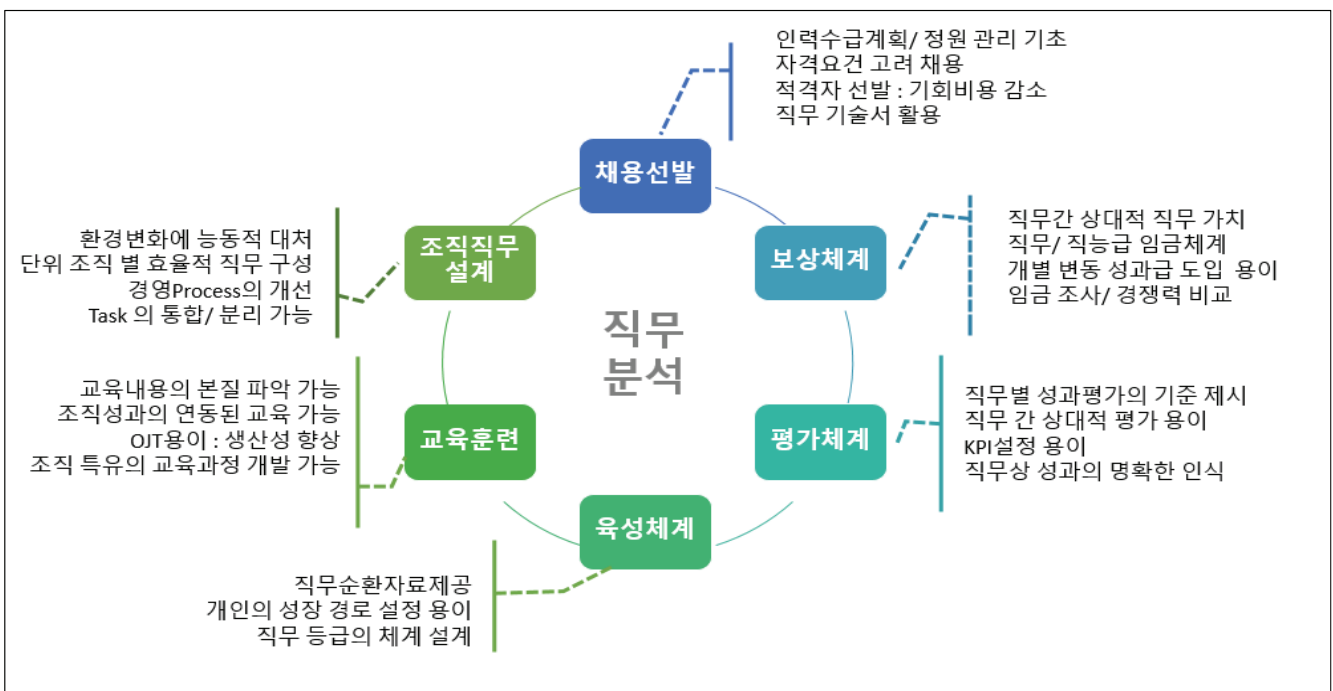 인력수급계획/ 정원 관리 기초
자격요건 고려 채용
적격자 선발 : 기회비용 감소
직무 기술서 활용
채용선발
직무간 상대적 직무 가치
직무/ 직능급 임금체계
개별 변동 성과급 도입 용이
임금 조사/ 경쟁력 비교
보상체계
직무별 성과평가의 기준 제시
직무 간 상대적 평가 용이
KPI설정 용이
직무상 성과의 명확한 인식
평가체계
육성체계
직무순환자료제공
개인의 성장 경로 설정 용이
직무 등급의 체계 설계
교육훈련
교육내용의 본질 파악 가능
조직성과의 연동된 교육 가능
OJT용이 : 생산성 향상
조직 특유의 교육과정 개발 가능
조직직무
설계
환경변화에 능동적 대처
단위 조직 별 효율적 직무 구성
경영Process의 개선
Task 의 통합/ 분리 가능
직무
분석